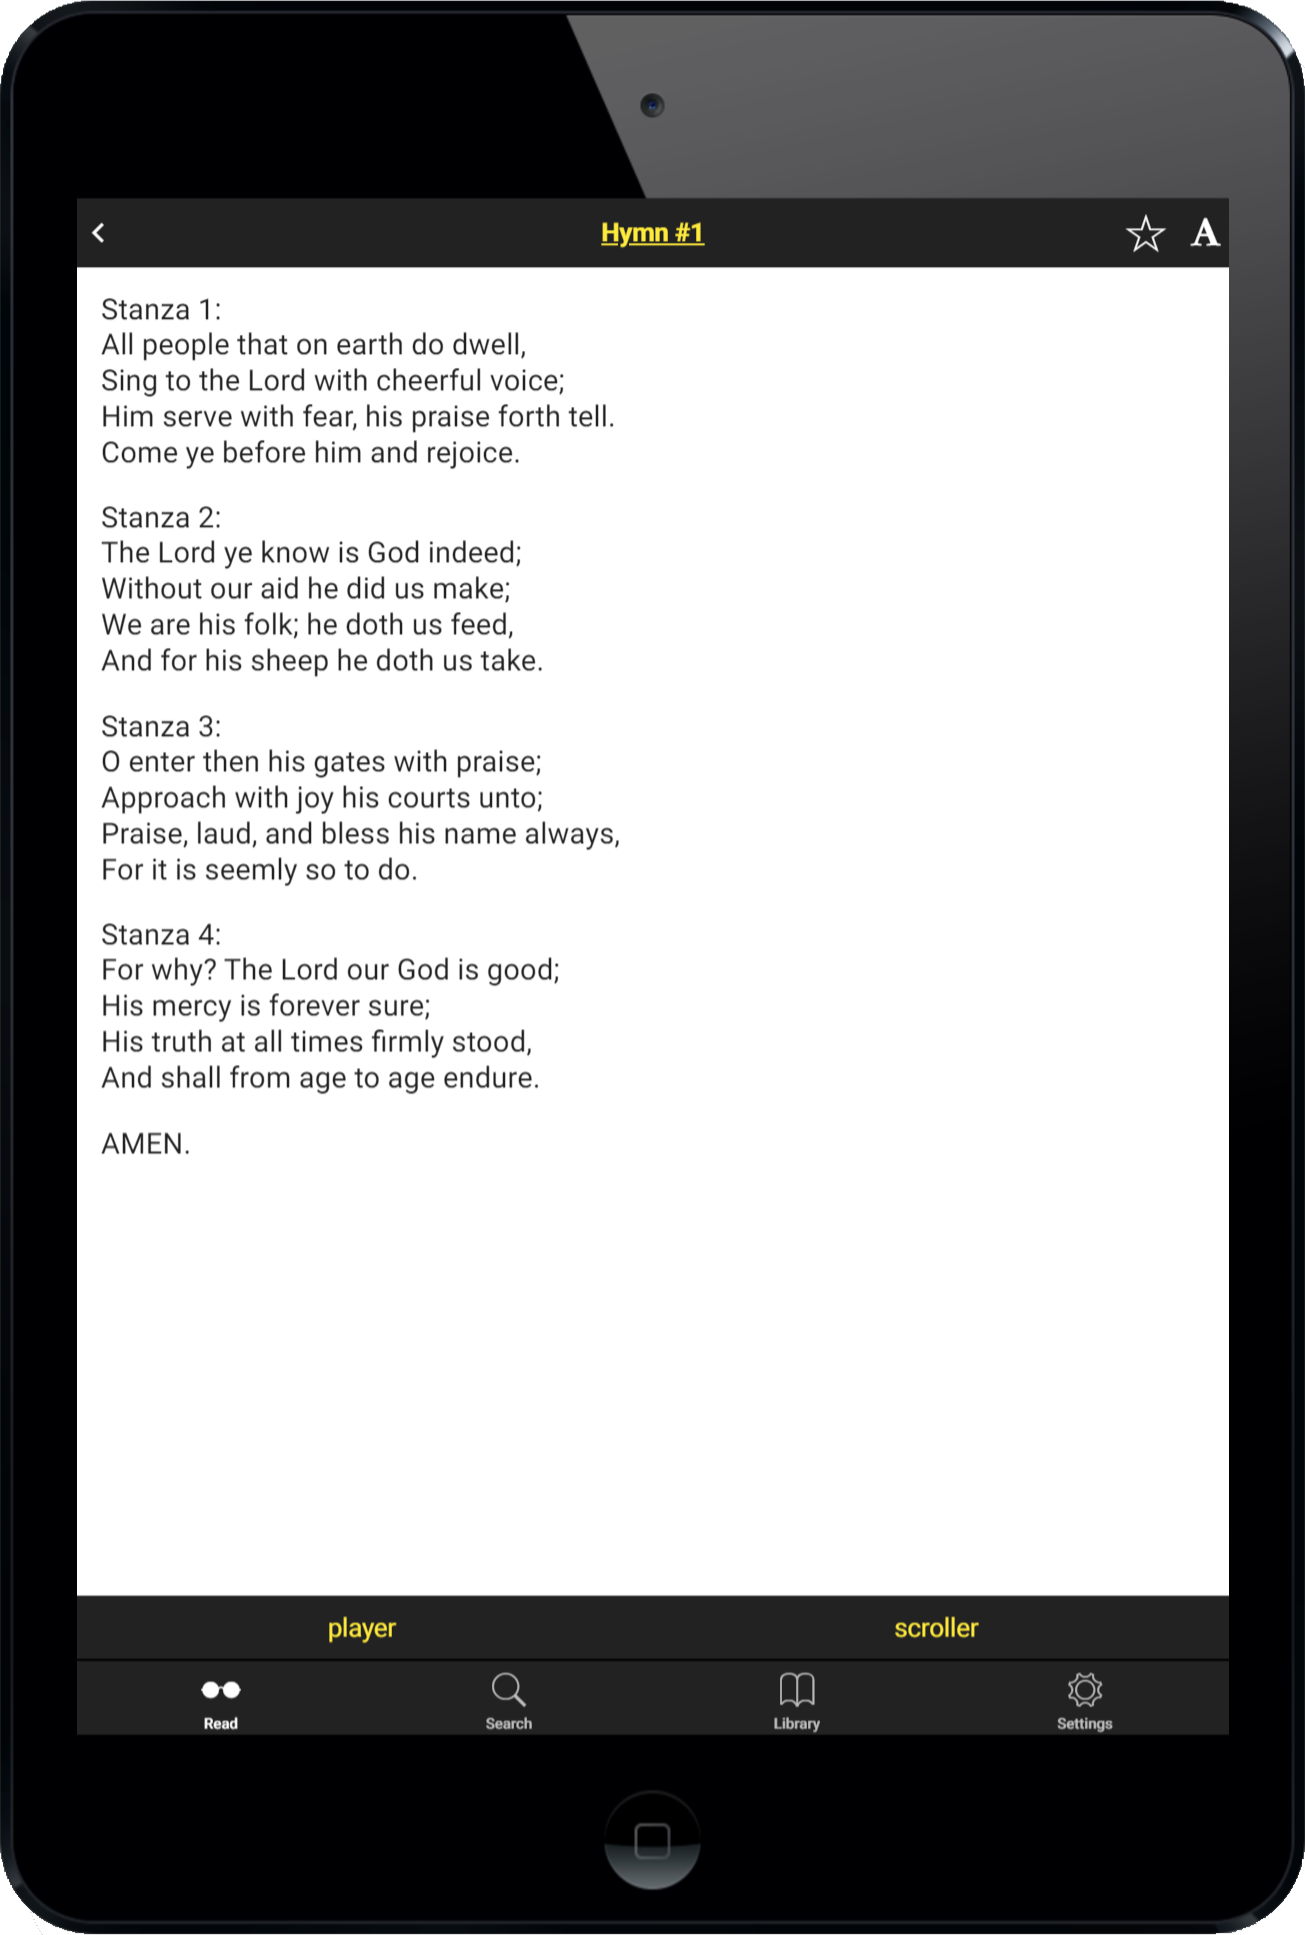 Hymn #1
A
Stanza 1:
All people that on earth do dwell,
Sing to the Lord with cheerful voice;
Him serve with fear, his praise forth tell.
Come ye before him and rejoice.
Stanza 2:
The Lord ye know is God indeed;
Without our aid he did us make;
We are his folk; he doth us feed,
And for his sheep he doth us take.
Stanza 3:
O enter then his gates with praise;
Approach with joy his courts unto;
Praise, laud, and bless his name always,
For it is seemly so to do.
Stanza 4:
For why? The Lord our God is good;
His mercy is forever sure;
His truth at all times firmly stood,
And shall from age to age endure.
AMEN.
player scroller
Read Search Library Settings